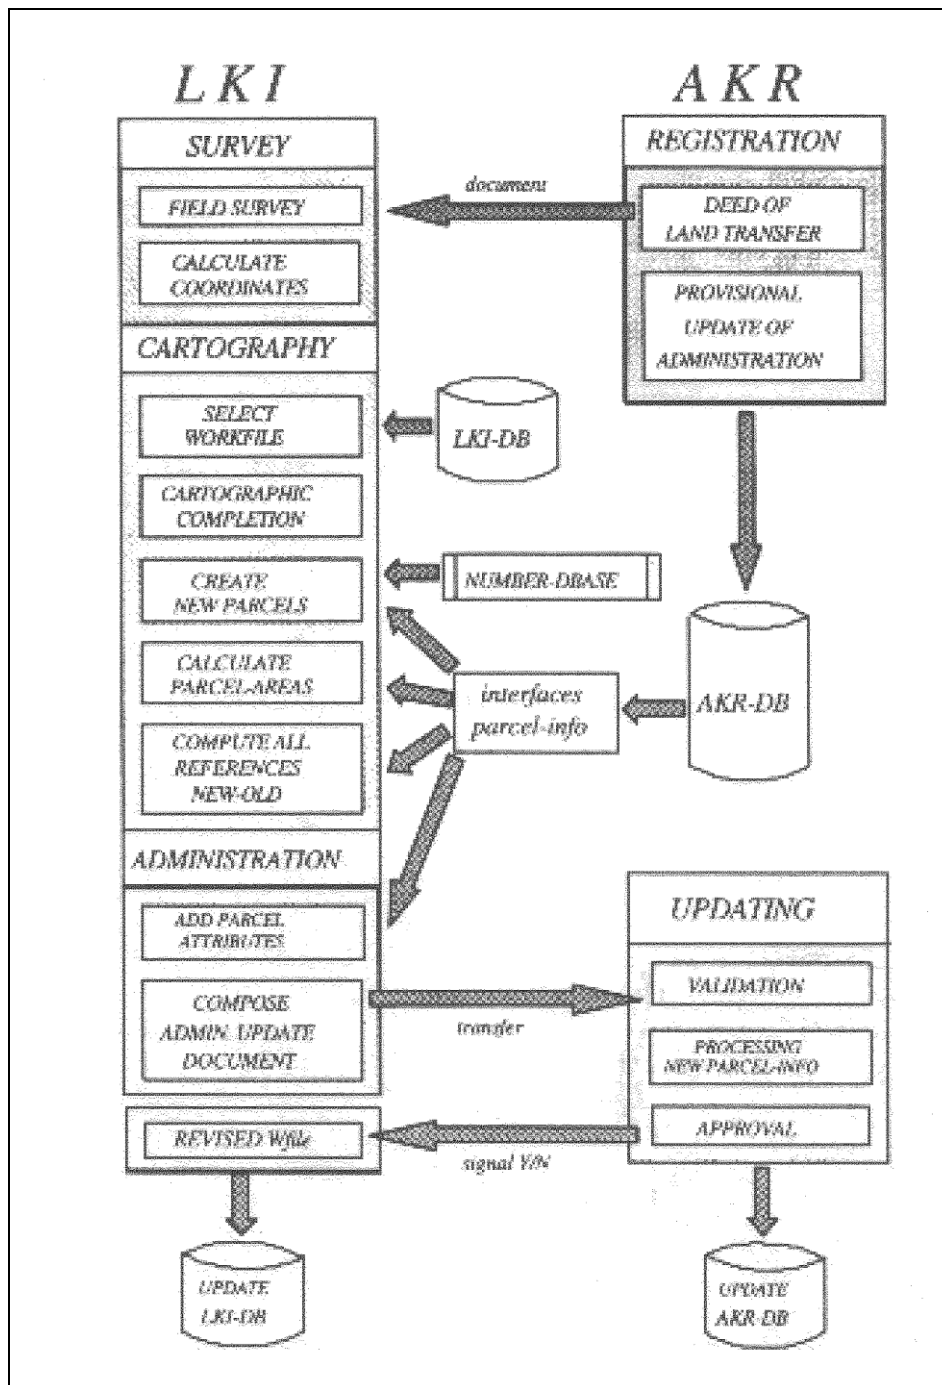 L K I
SURVEY
FIELD SURVEY
CALCULATE
COORDINATES
CARTOGRAPHY
SELECT
WORKFILE
CARTOGRAPHIC
COMPLETION
CREATE
NEW PARCELS
CALCULATE
PARCEL-AREAS
COMPUTE ALL
REFERENCES
NEW-OLD
ADMINISTRATION
ADD PARCEL
ATTRIBUTES
COMPOSE
ADMIN. UPDATE
DOCUMENT
REVISED Wfile
UPDATE
LKI-DB
document
LKI-DB
NUMBER-DBASE
interfaces
parcel-info
transfer
signal Y/N
A K R
REGISTRATION
DEED OF
LAND TRANSFER
PROVISIONAL
UPDATE OF
ADMINISTRATION
AKR-DB
UPDATING
VALIDATION
PROCESSING
NEW PARCEL-INFO
APPROVAL
UPDATE
AKR-DB